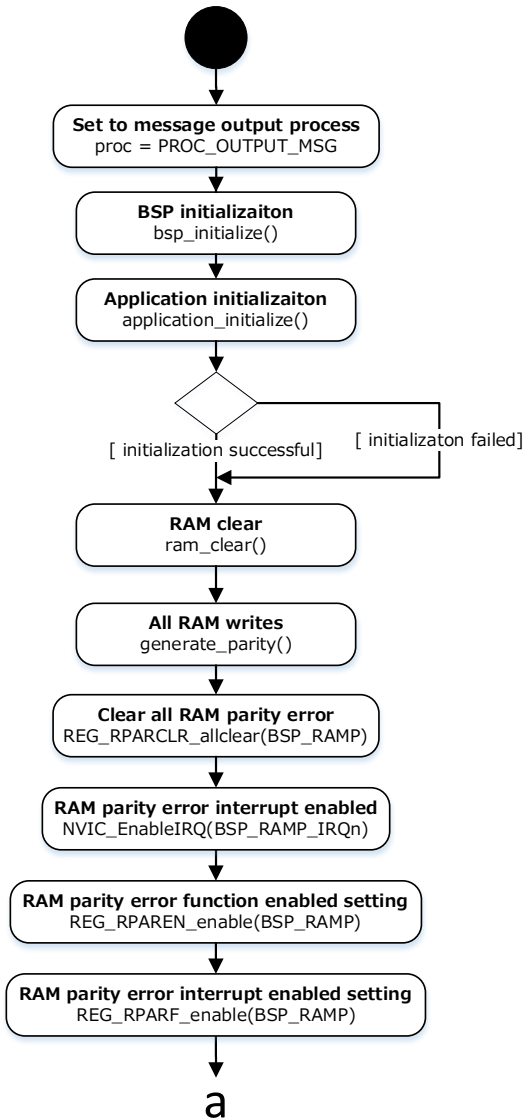 Set to message output process
proc = PROC_OUTPUT_MSG
BSP initializaiton
bsp_initialize()
Application initializaiton
application_initialize()
[ initialization successful]
[ initializaton failed]
RAM clear
ram_clear()
All RAM writes
generate_parity()
Clear all RAM parity error
REG_RPARCLR_allclear(BSP_RAMP)
RAM parity error interrupt enabled
NVIC_EnableIRQ(BSP_RAMP_IRQn)
RAM parity error function enabled setting
REG_RPAREN_enable(BSP_RAMP)
RAM parity error interrupt enabled setting
REG_RPARF_enable(BSP_RAMP)
a